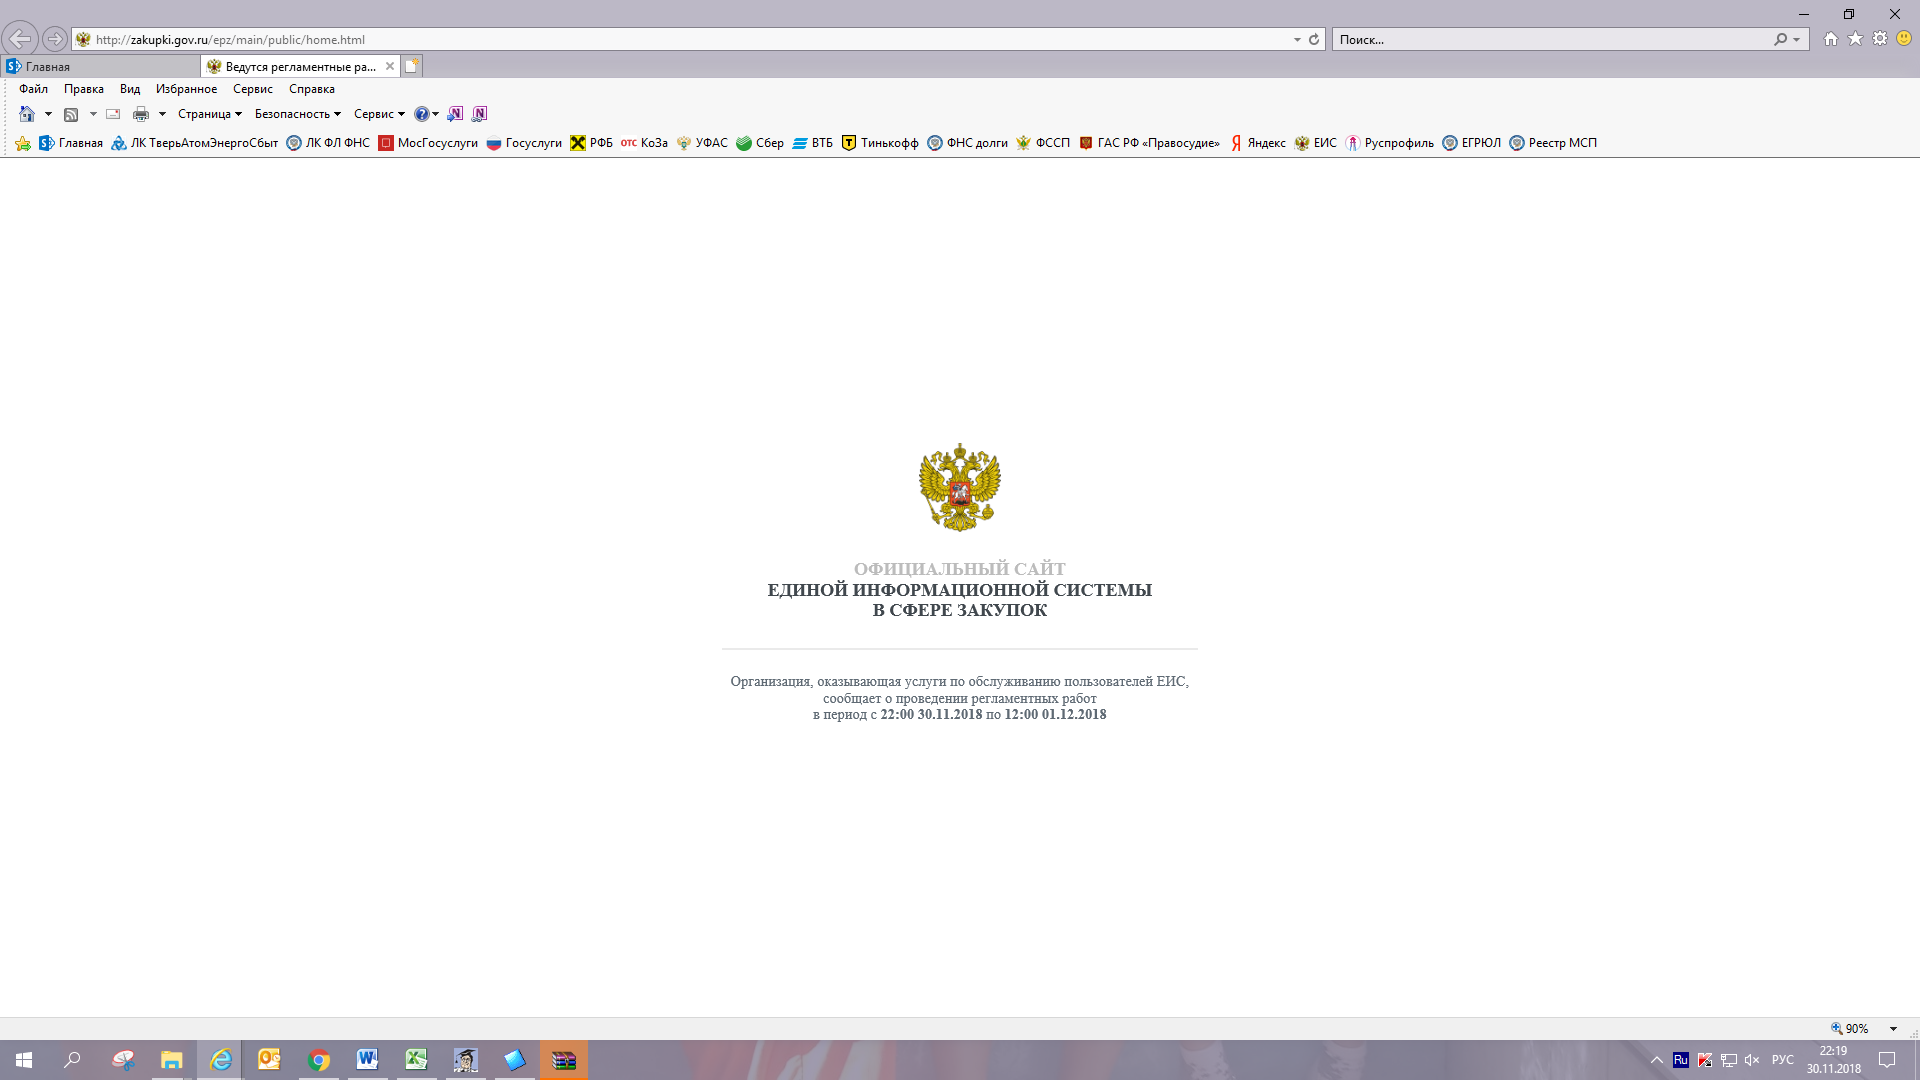 http://zakupki.gov.ru/epz/main/public/home.html
Поиск...
Главная
Ведутся регламентные ра...
Файл Правка Вид Избранное Сервис Справка
Страница Безопасность Сервис
Главная ЛК ТверьАтомЭнергоСбыт ЛК ФЛ ФНС МосГосуслуги Госуслуги РФБ ОТС КоЗа УФАС Сбер ВТБ Тинькофф ФНС долги ФССП ГАС РФ «Правосудие» Яндекс ЕИС Руспрофиль ЕГРЮЛ Реестр МСП
ОФИЦИАЛЬНЫЙ САЙТ
ЕДИНОЙ ИНФОРМАЦИОННОЙ СИСТЕМЫ
В СФЕРЕ ЗАКУПОК
Организация, оказывающая услуги по обслуживанию пользователей ЕИС,
сообщает о проведении регламентных работ
в период с 22:00 30.11.2018 по 12:00 01.12.2018
90%
Ru
РУС
22:19
30.11.2018